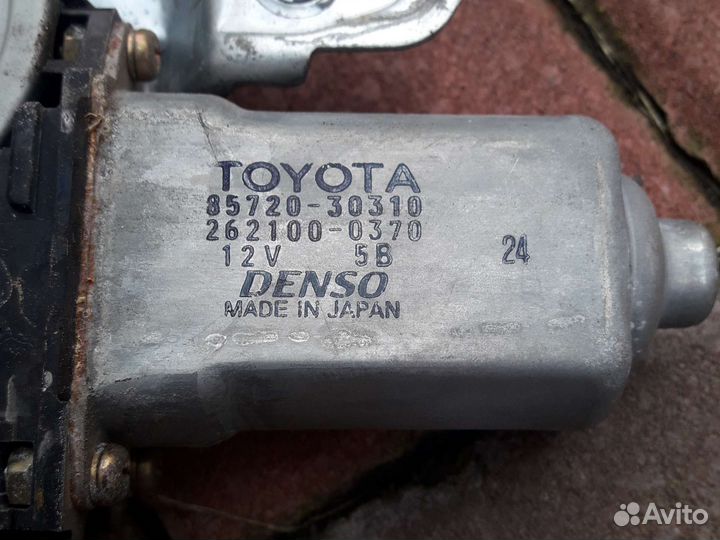 TOYOTA
85720-30310
262100-0370
12V 5B 24
DENSO
MADE IN JAPAN
Avito